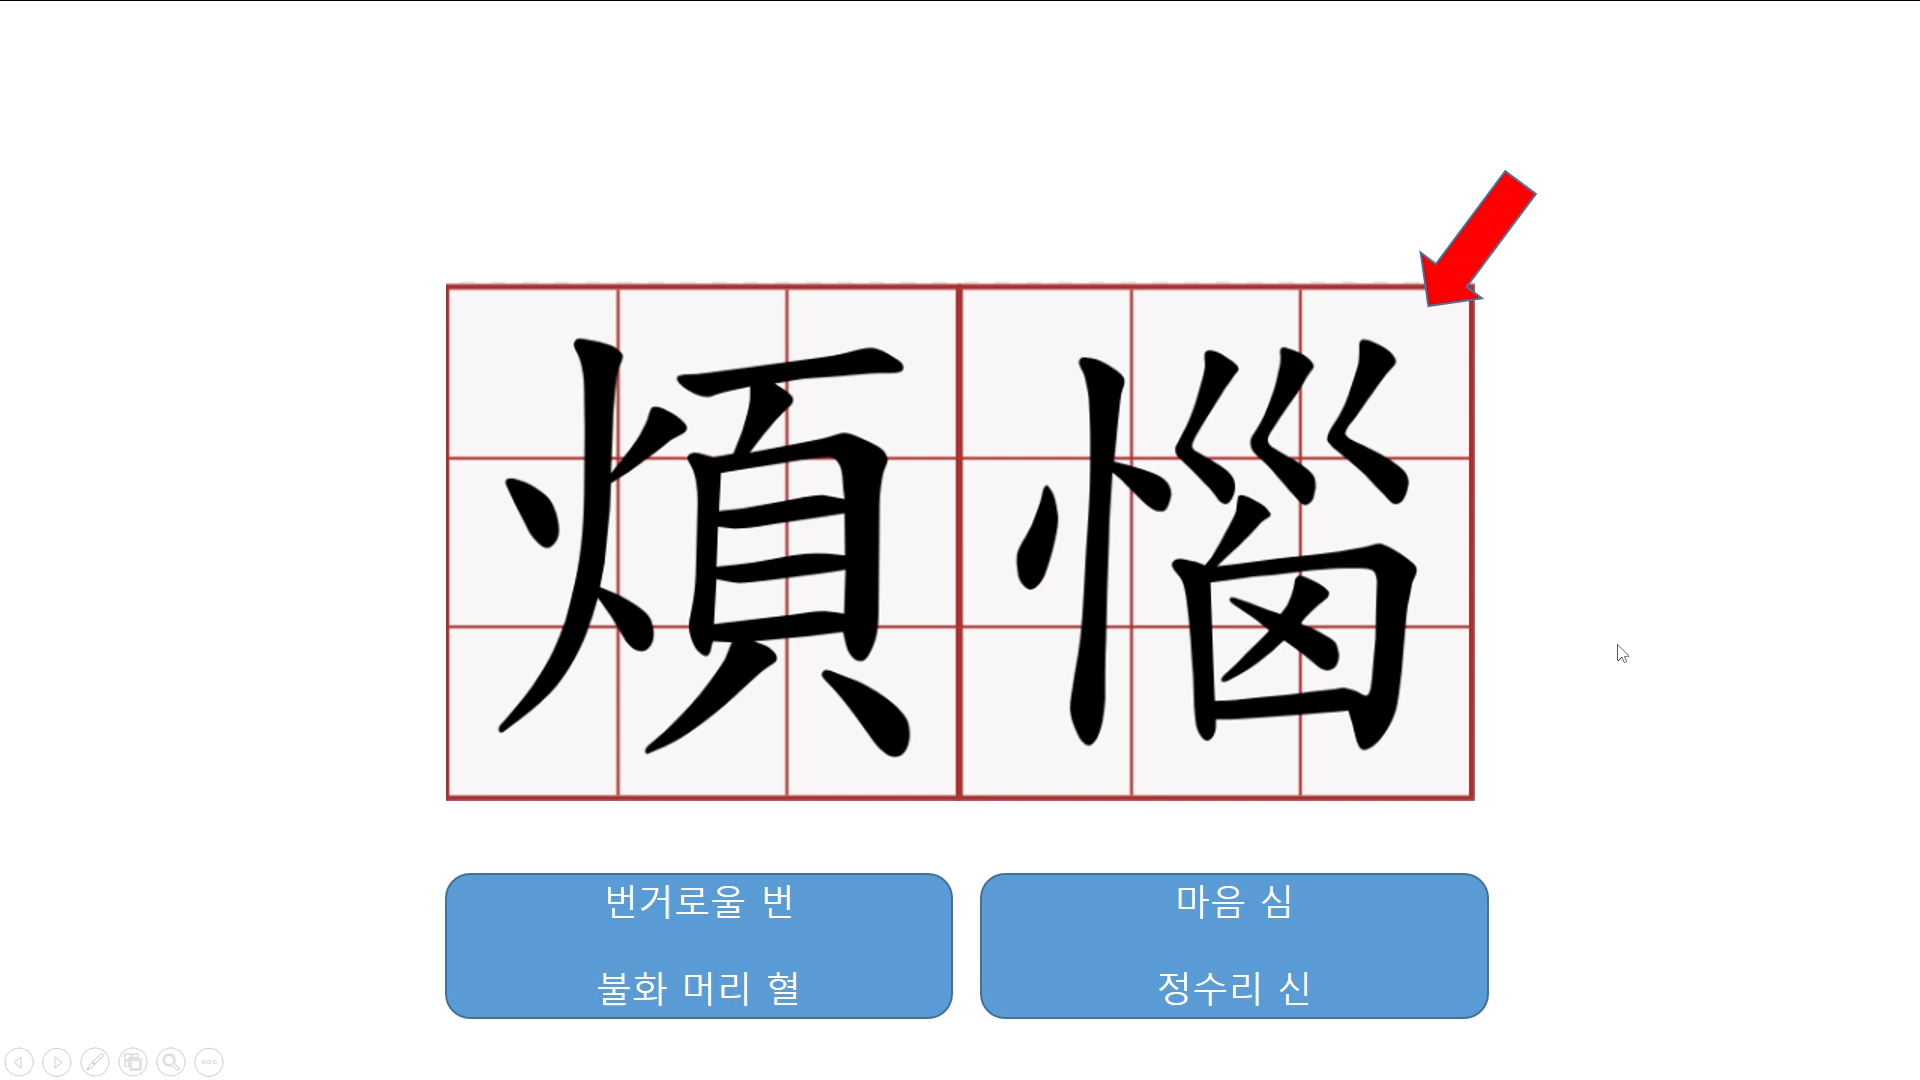 煩惱
번거로울 번
불화 머리 혈
마음 심
정수리 신